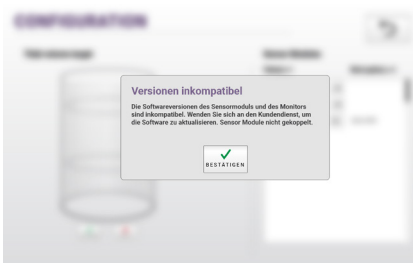 CONFIGURATION
Versionen inkompatibel
Die Softwareversionen des Sensormoduls und des Monitors
sind inkompatibel. Wenden Sie sich an den Kundendienst, um
die Software zu aktualisieren. Sensor Module nicht gekoppelt.
BESTÄTIGEN